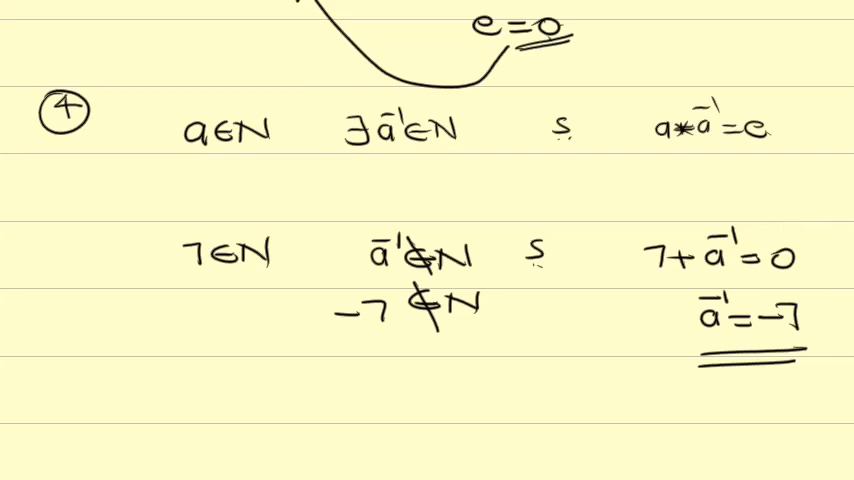 e=0
④ a∈N ∃ a⁻¹∈N a*a⁻¹=e
7∈N a⁻¹∉N 7+a⁻¹=0
-7 ∉N a⁻¹=-7